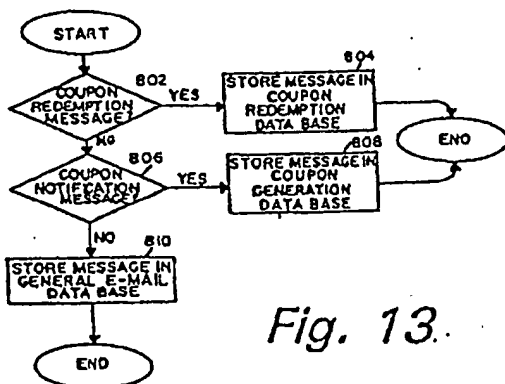 START
802
COUPON
REDEMPTION
MESSAGE?
YES
804
STORE MESSAGE IN
COUPON
REDEMPTION
DATA BASE
END
NO
806
COUPON
NOTIFICATION
MESSAGE?
YES
808
STORE MESSAGE IN
COUPON
GENERATION
DATA BASE
NO
810
STORE MESSAGE IN
GENERAL E-MAIL
DATA BASE
END
Fig. 13.